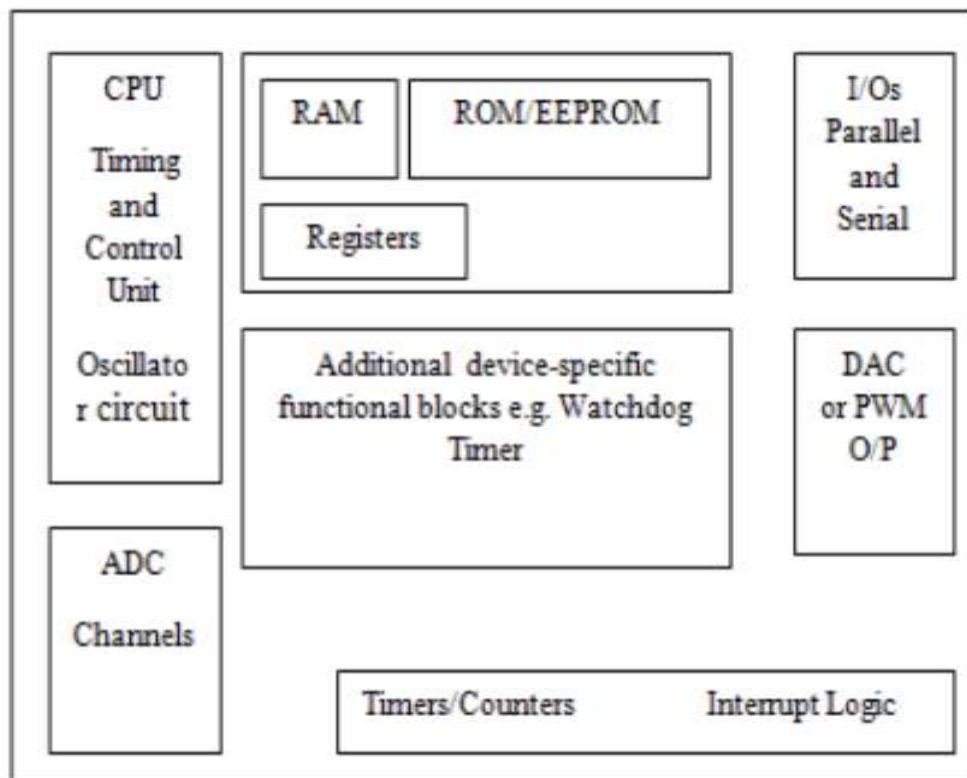 CPU
Timing
and
Control
Unit
Oscillato
r circuit
RAM
ROM/EEPROM
Registers
I/Os
Parallel
and
Serial
Additional device-specific
functional blocks e.g. Watchdog
Timer
DAC
or PWM
O/P
ADC
Channels
Timers/Counters
Interrupt Logic